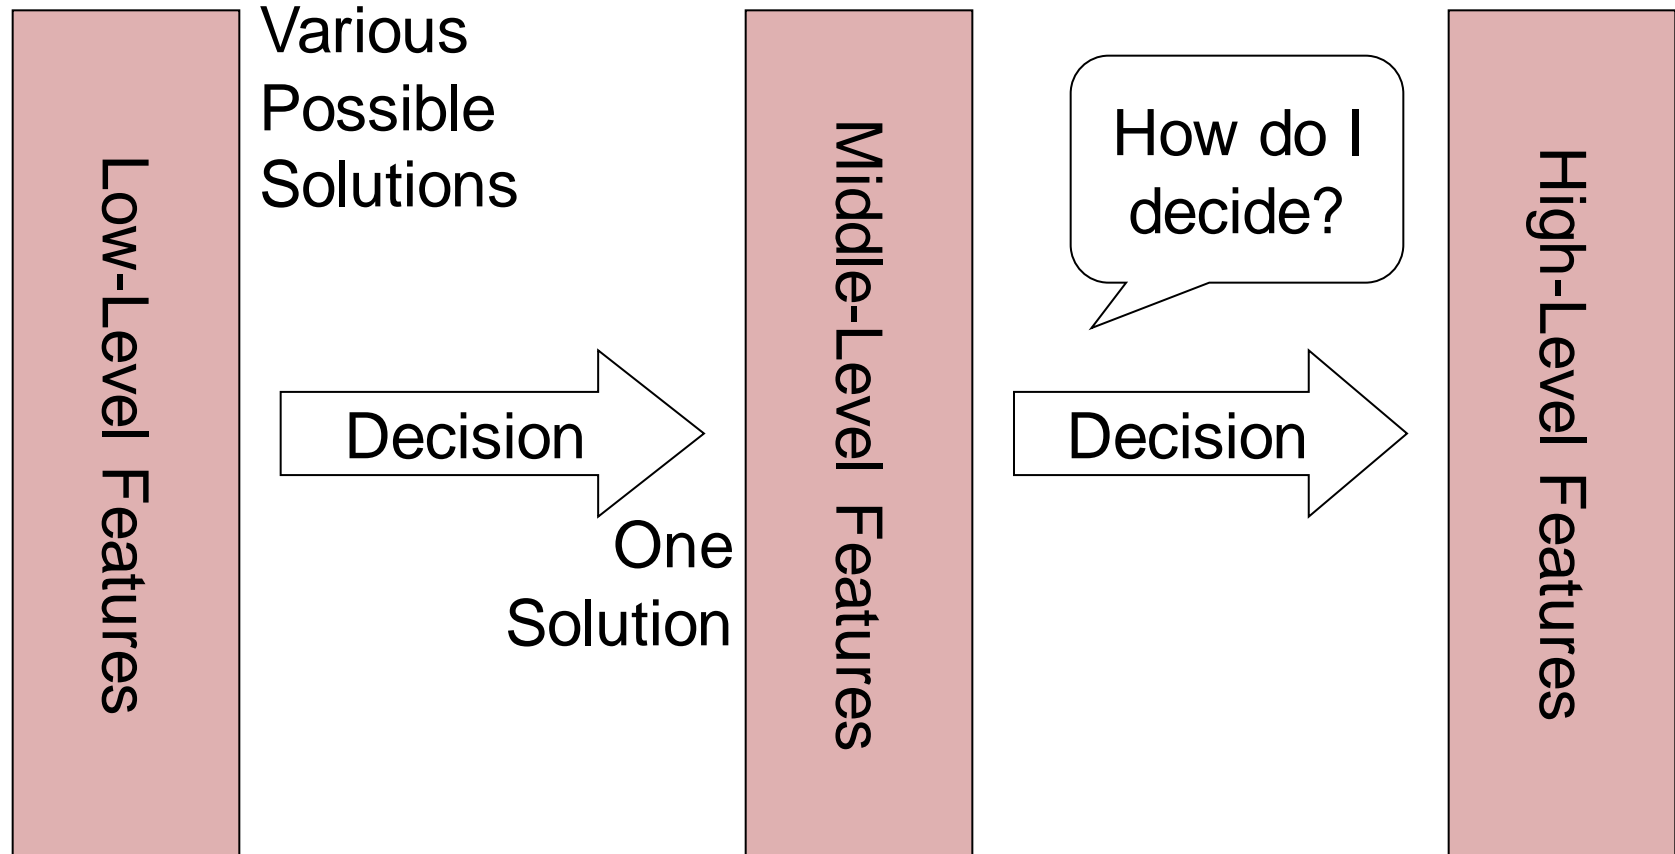 Low-Level Features
Various
Possible
Solutions
Decision
One
Solution
Middle-Level Features
How do I
decide?
Decision
High-Level Features